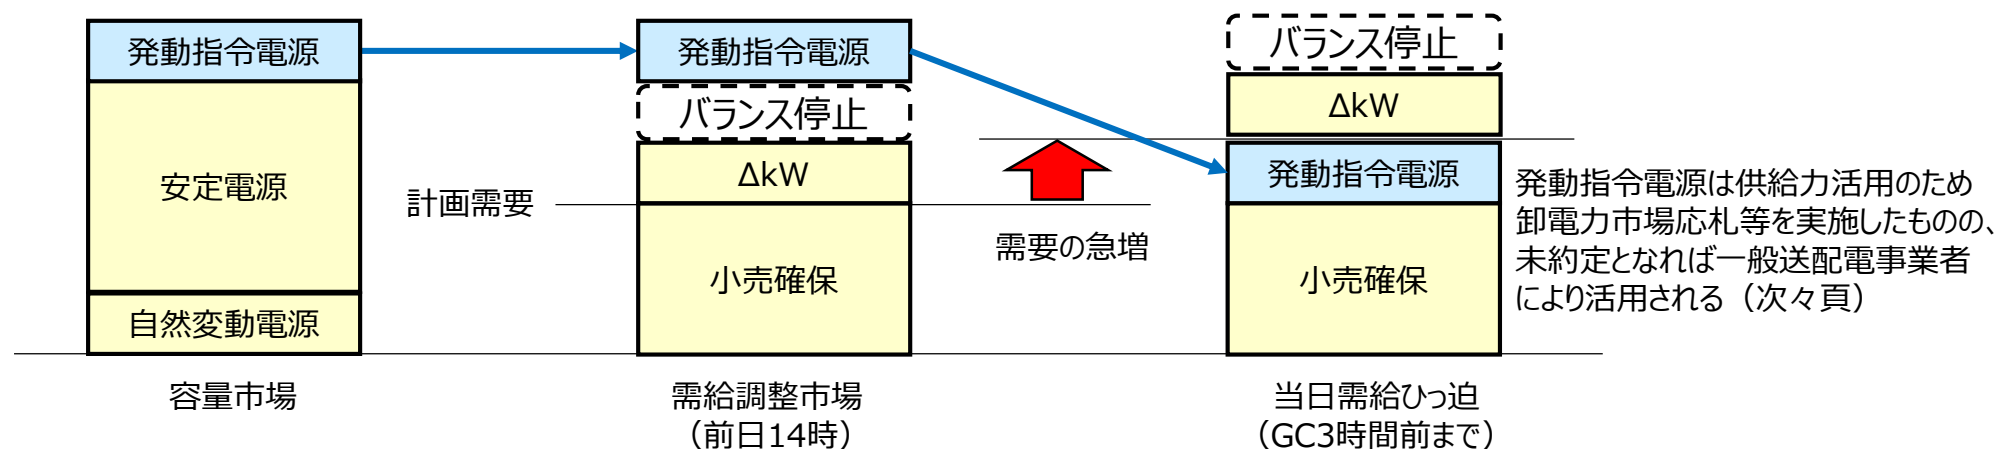 発動指令電源
安定電源
自然変動電源
容量市場
計画需要
発動指令電源
バランス停止
ΔkW
小売確保
需給調整市場
（前日14時）
需要の急増
バランス停止
ΔkW
発動指令電源
小売確保
当日需給ひっ迫
（GC3時間前まで）
発動指令電源は供給力活用のため
卸電力市場応札等を実施したものの、
未約定となれば一般送配電事業者
により活用される（次々頁）